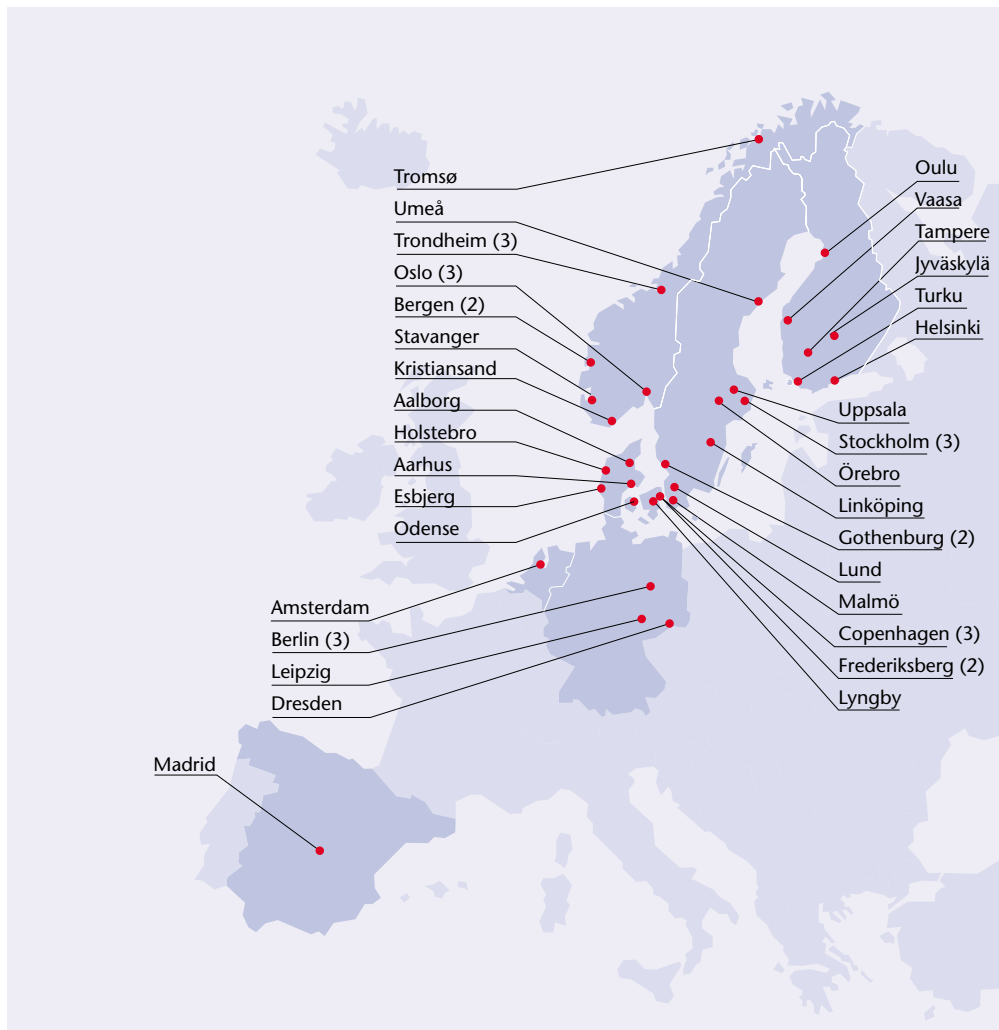 Tromsø
Umeå
Trondheim (3)
Oslo (3)
Bergen (2)
Stavanger
Kristiansand
Aalborg
Holstebro
Aarhus
Esbjerg
Odense
Amsterdam
Berlin (3)
Leipzig
Dresden
Madrid
Oulu
Vaasa
Tampere
Jyväskylä
Turku
Helsinki
Uppsala
Stockholm (3)
Örebro
Linköping
Gothenburg (2)
Lund
Malmö
Copenhagen (3)
Frederiksberg (2)
Lyngby